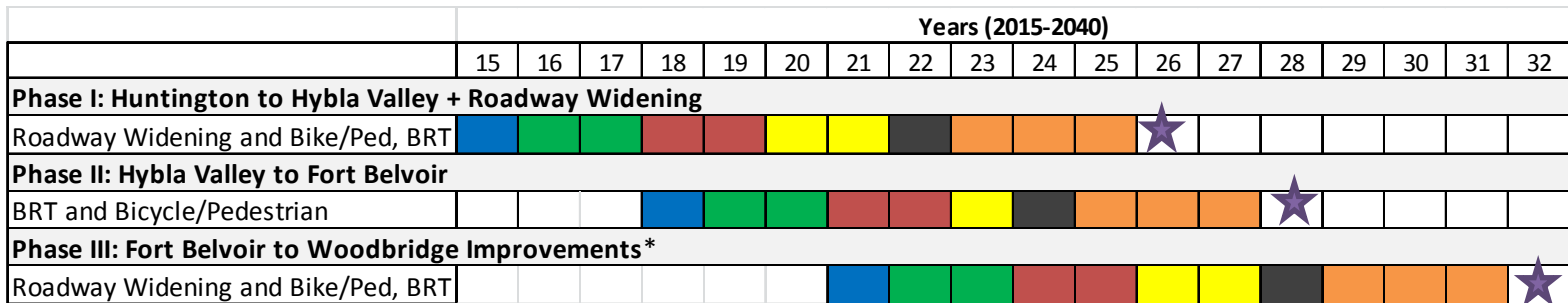 Years (2015-2040)
15 16 17 18 19 20 21 22 23 24 25 26 27 28 29 30 31 32
Phase I: Huntington to Hybla Valley + Roadway Widening
Roadway Widening and Bike/Ped, BRT
Phase II: Hybla Valley to Fort Belvoir
BRT and Bicycle/Pedestrian
Phase III: Fort Belvoir to Woodbridge Improvements*
Roadway Widening and Bike/Ped, BRT